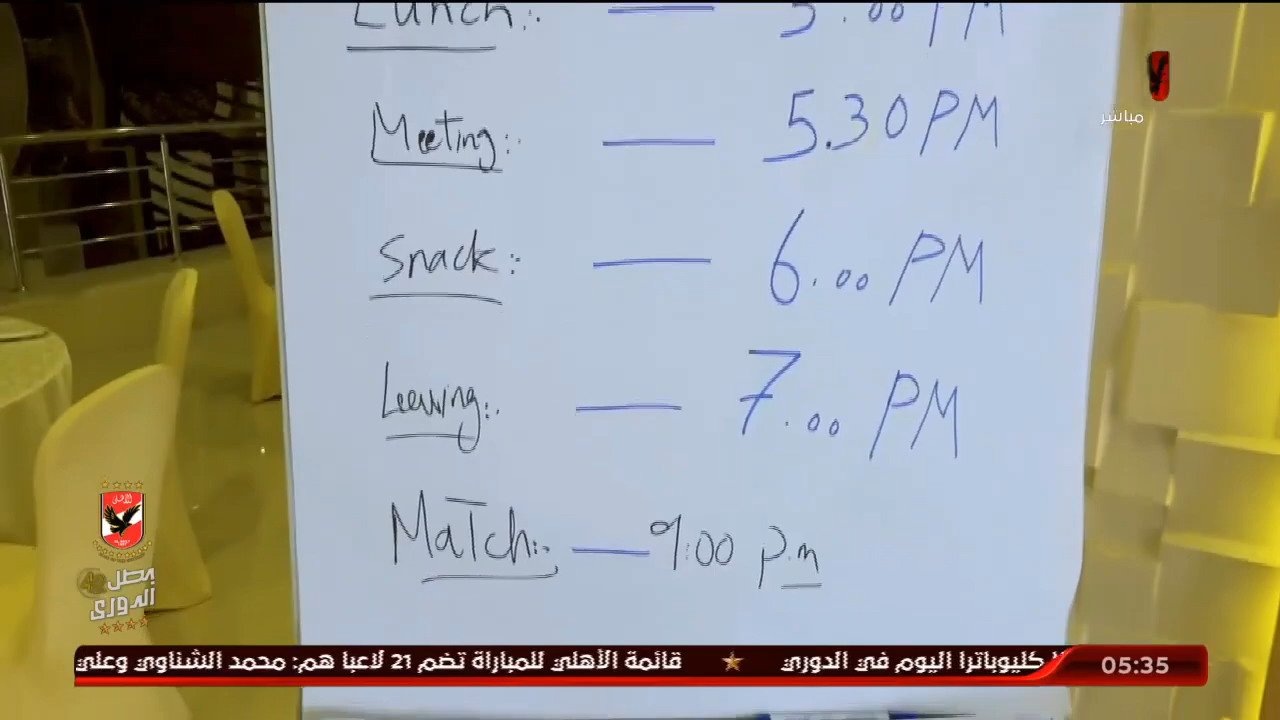 Lunch: — 5.00 PM
مباشر
Meeting: — 5.30 PM
Snack: — 6.00 PM
Leaving: — 7.00 PM
Match: — 9:00 p.m
بطل
الدوري
كليوباترا اليوم في الدوري ★ قائمة الأهلي للمباراة تضم 21 لاعبا هم: محمد الشناوي وعلي
05:35